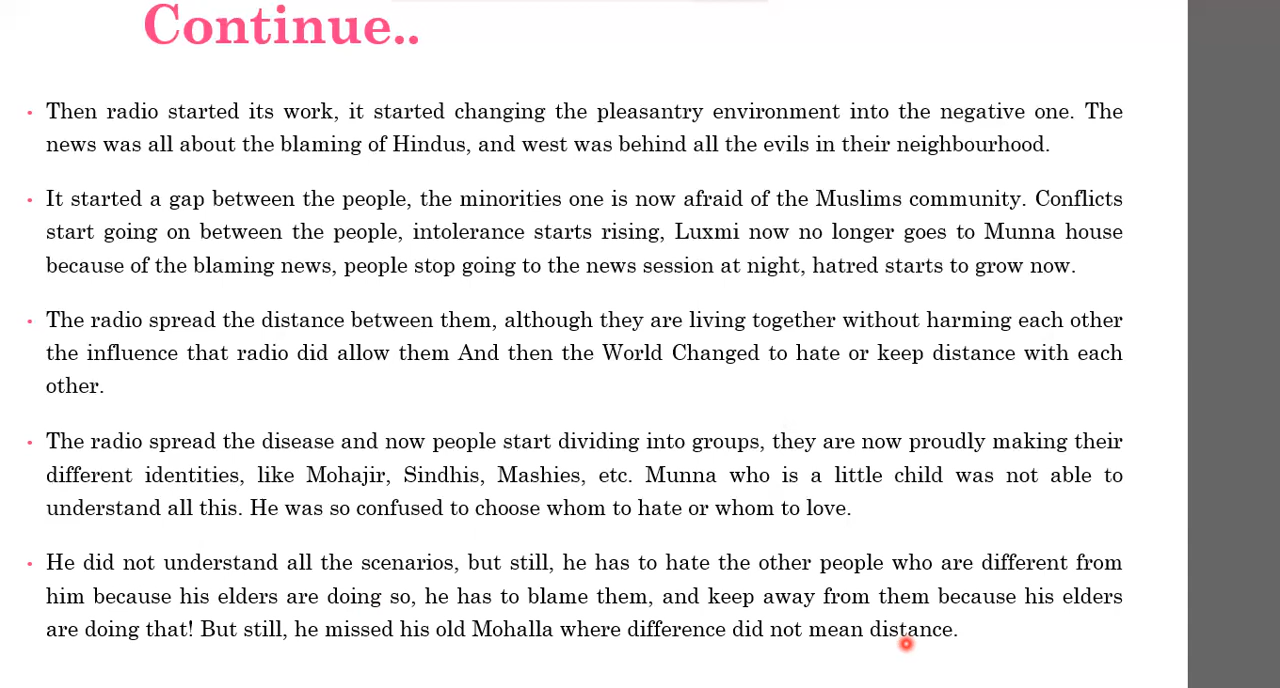 Continue..
• Then radio started its work, it started changing the pleasantry environment into the negative one. The
news was all about the blaming of Hindus, and west was behind all the evils in their neighbourhood.
• It started a gap between the people, the minorities one is now afraid of the Muslims community. Conflicts
start going on between the people, intolerance starts rising, Luxmi now no longer goes to Munna house
because of the blaming news, people stop going to the news session at night, hatred starts to grow now.
• The radio spread the distance between them, although they are living together without harming each other
the influence that radio did allow them And then the World Changed to hate or keep distance with each
other.
• The radio spread the disease and now people start dividing into groups, they are now proudly making their
different identities, like Mohajir, Sindhis, Mashies, etc. Munna who is a little child was not able to
understand all this. He was so confused to choose whom to hate or whom to love.
• He did not understand all the scenarios, but still, he has to hate the other people who are different from
him because his elders are doing so, he has to blame them, and keep away from them because his elders
are doing that! But still, he missed his old Mohalla where difference did not mean distance.